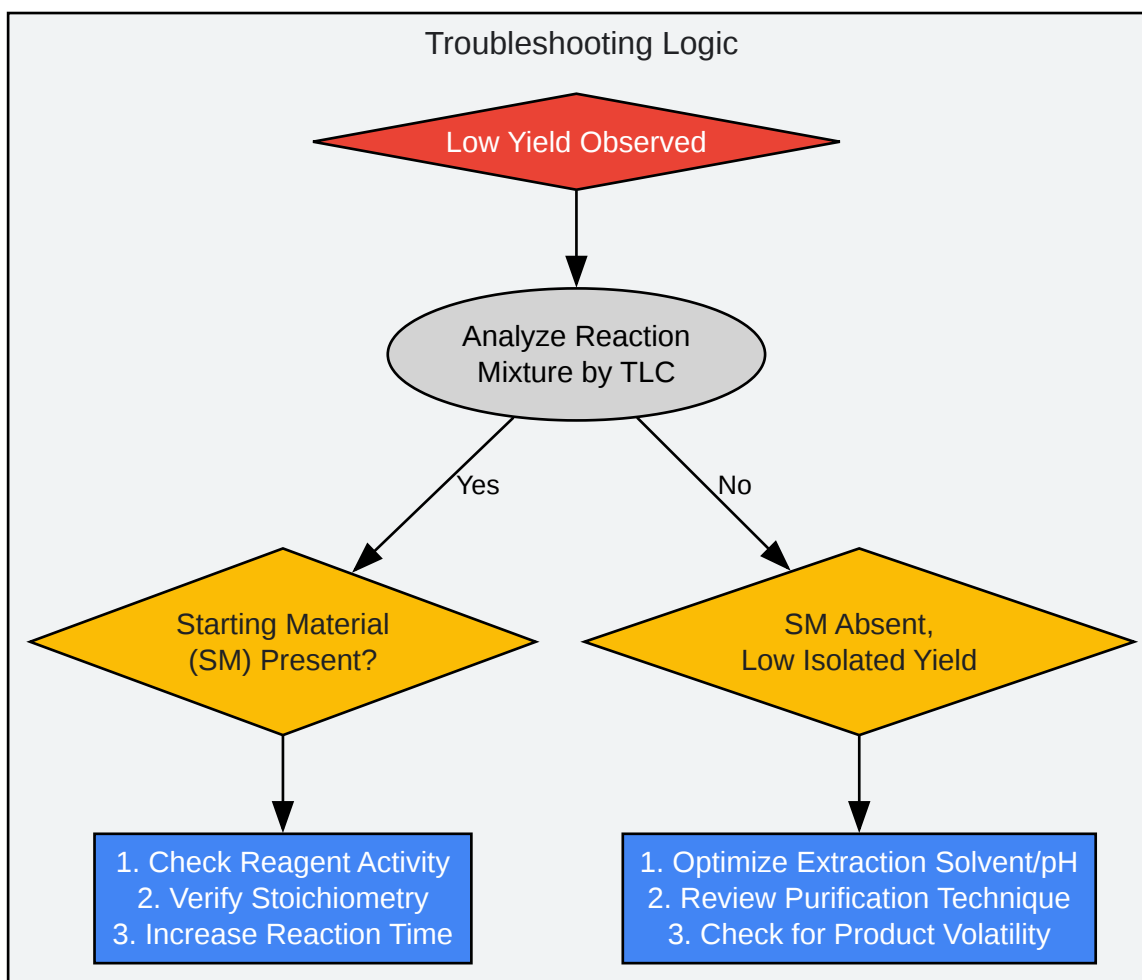 Troubleshooting Logic
Low Yield Observed
Analyze Reaction
Mixture by TLC
Yes
No
Starting Material
(SM) Present?
SM Absent,
Low Isolated Yield
1. Check Reagent Activity
2. Verify Stoichiometry
3. Increase Reaction Time
1. Optimize Extraction Solvent/pH
2. Review Purification Technique
3. Check for Product Volatility